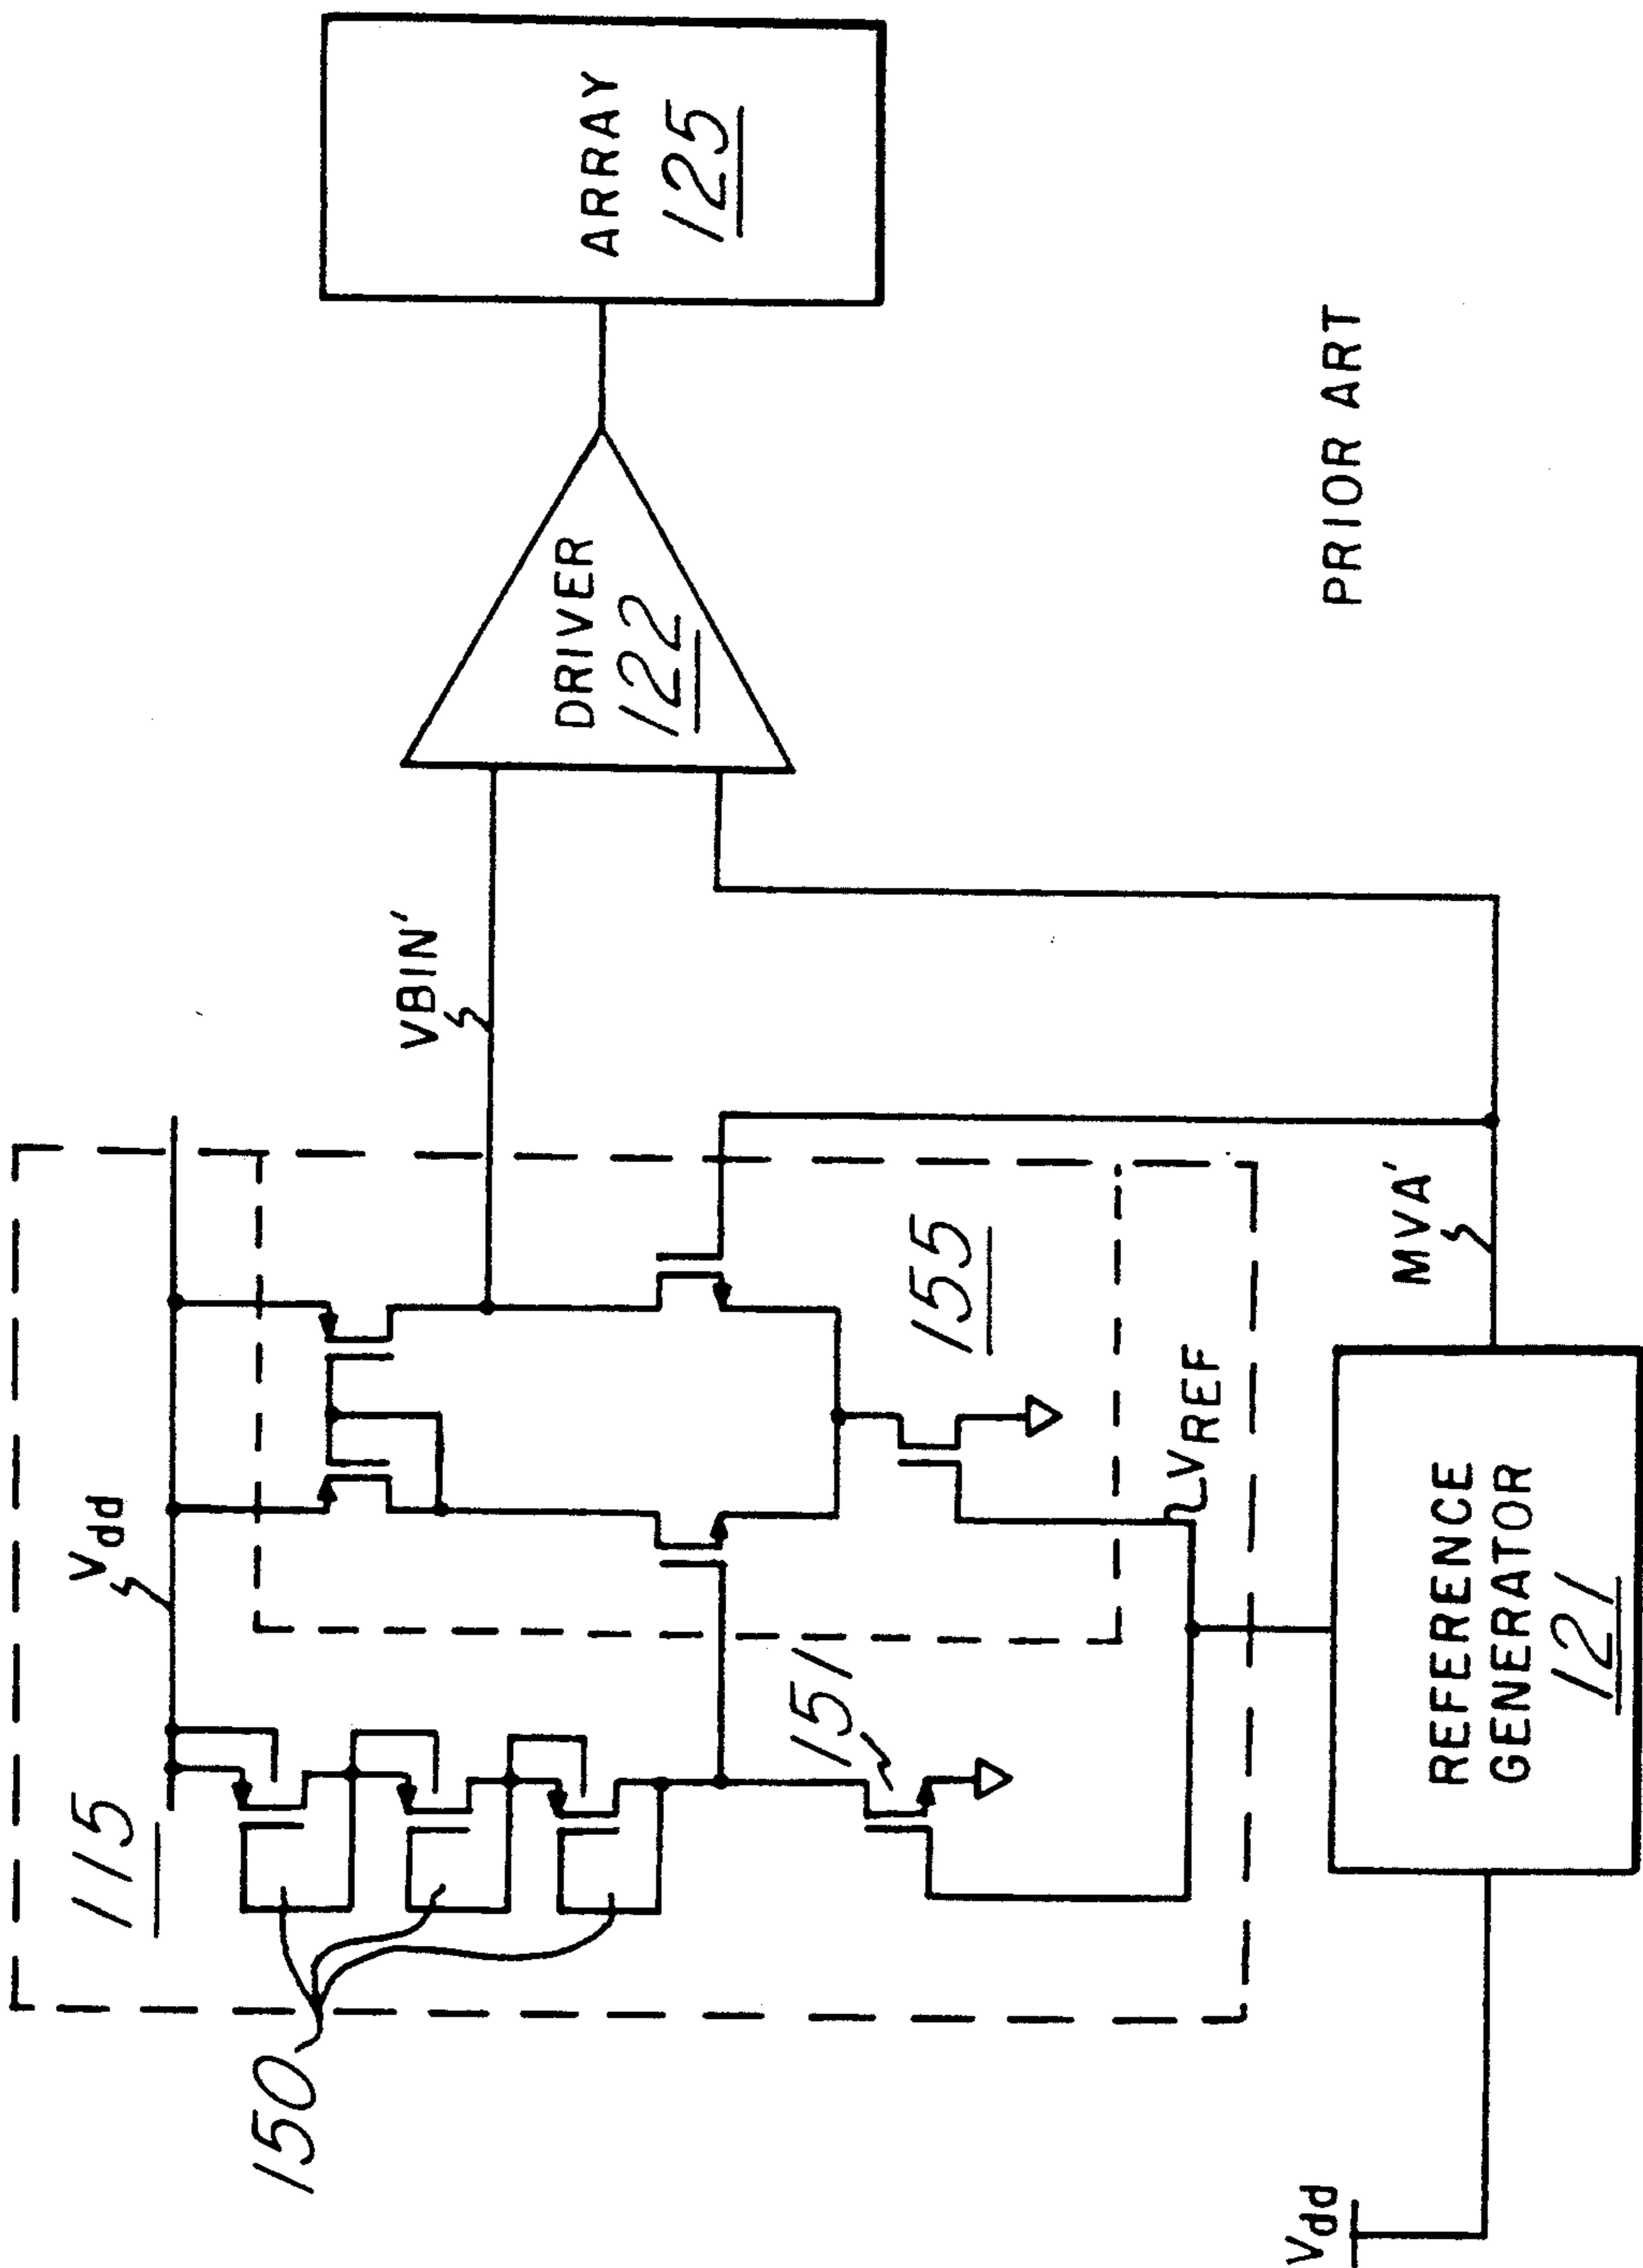 115
Vdd
150
151
155
VREF
VBIN'
DRIVER
122
ARRAY
125
Vdd
REFERENCE
GENERATOR
121
MVA'
PRIOR ART